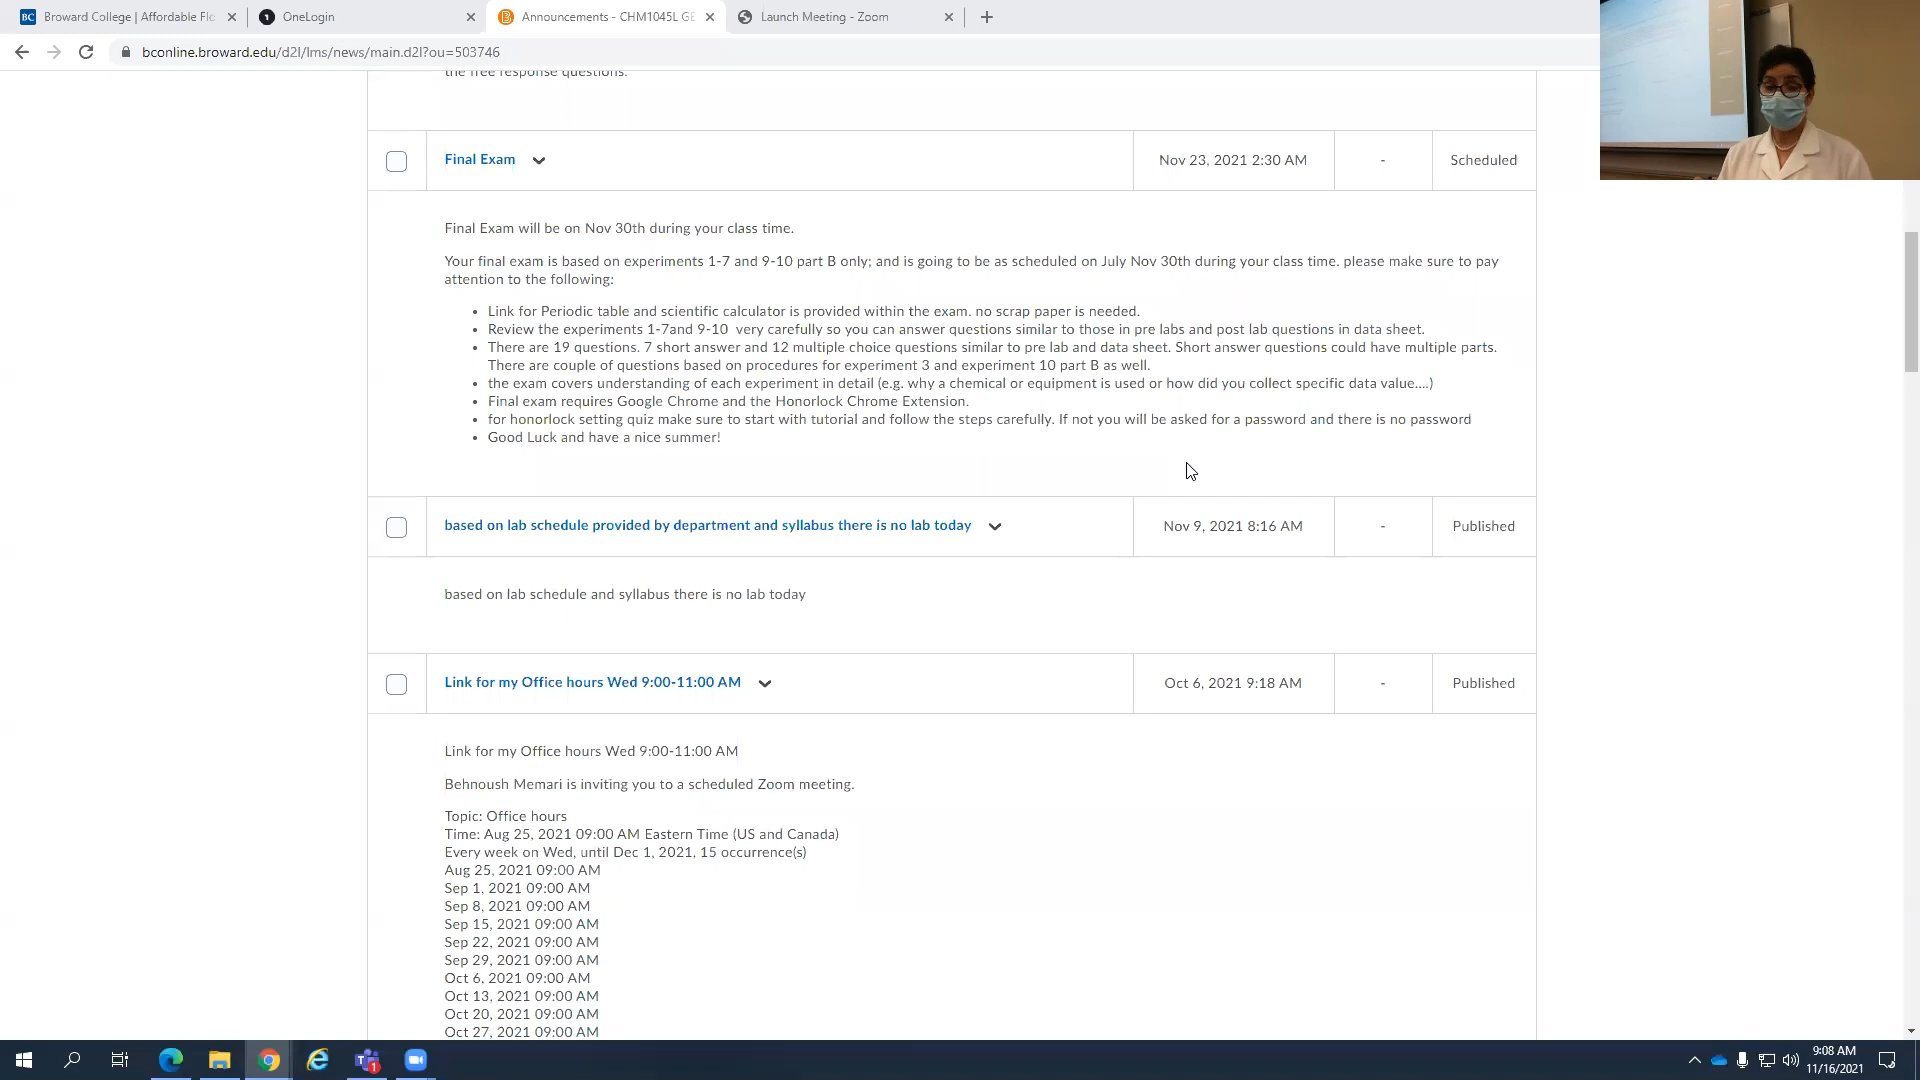 Broward College | Affordable Flo
OneLogin
Announcements - CHM1045L GE
Launch Meeting - Zoom
bconline.broward.edu/d2l/lms/news/main.d2l?ou=503746
the free response questions.
Final Exam
Nov 23, 2021 2:30 AM
-
Scheduled
Final Exam will be on Nov 30th during your class time.
Your final exam is based on experiments 1-7 and 9-10 part B only; and is going to be as scheduled on July Nov 30th during your class time. please make sure to pay
attention to the following:
• Link for Periodic table and scientific calculator is provided within the exam. no scrap paper is needed.
• Review the experiments 1-7and 9-10 very carefully so you can answer questions similar to those in pre labs and post lab questions in data sheet.
• There are 19 questions. 7 short answer and 12 multiple choice questions similar to pre lab and data sheet. Short answer questions could have multiple parts.
There are couple of questions based on procedures for experiment 3 and experiment 10 part B as well.
• the exam covers understanding of each experiment in detail (e.g. why a chemical or equipment is used or how did you collect specific data value....)
• Final exam requires Google Chrome and the Honorlock Chrome Extension.
• for honorlock setting quiz make sure to start with tutorial and follow the steps carefully. If not you will be asked for a password and there is no password
• Good Luck and have a nice summer!
based on lab schedule provided by department and syllabus there is no lab today
Nov 9, 2021 8:16 AM
-
Published
based on lab schedule and syllabus there is no lab today
Link for my Office hours Wed 9:00-11:00 AM
Oct 6, 2021 9:18 AM
-
Published
Link for my Office hours Wed 9:00-11:00 AM
Behnoush Memari is inviting you to a scheduled Zoom meeting.
Topic: Office hours
Time: Aug 25, 2021 09:00 AM Eastern Time (US and Canada)
Every week on Wed, until Dec 1, 2021, 15 occurrence(s)
Aug 25, 2021 09:00 AM
Sep 1, 2021 09:00 AM
Sep 8, 2021 09:00 AM
Sep 15, 2021 09:00 AM
Sep 22, 2021 09:00 AM
Sep 29, 2021 09:00 AM
Oct 6, 2021 09:00 AM
Oct 13, 2021 09:00 AM
Oct 20, 2021 09:00 AM
Oct 27, 2021 09:00 AM
9:08 AM
11/16/2021